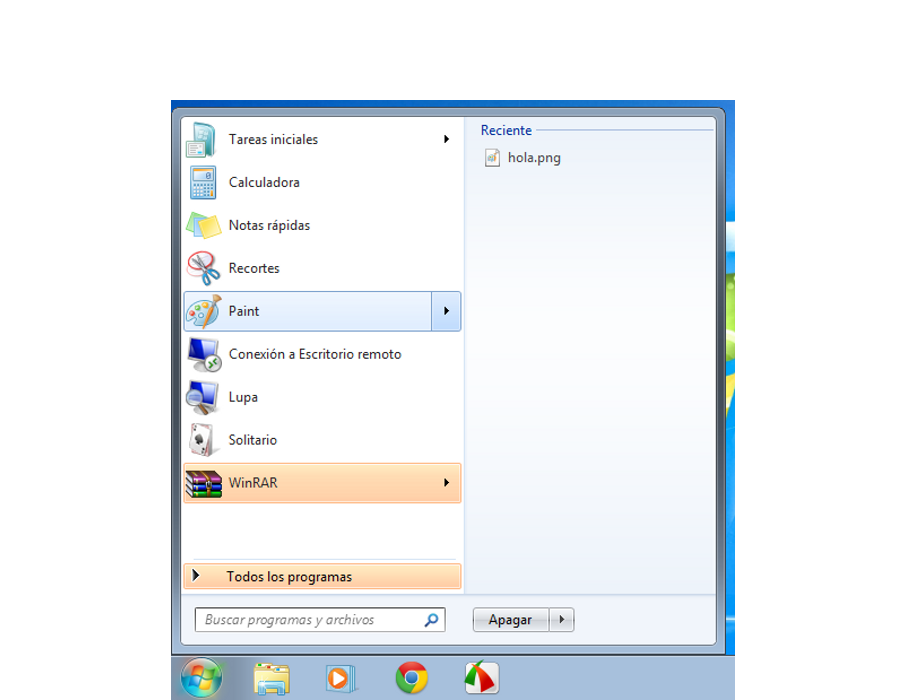 Tareas iniciales
Calculadora
Notas rápidas
Recortes
Paint
Conexión a Escritorio remoto
Lupa
Solitario
WinRAR
Todos los programas
Buscar programas y archivos
Reciente
hola.png
Apagar